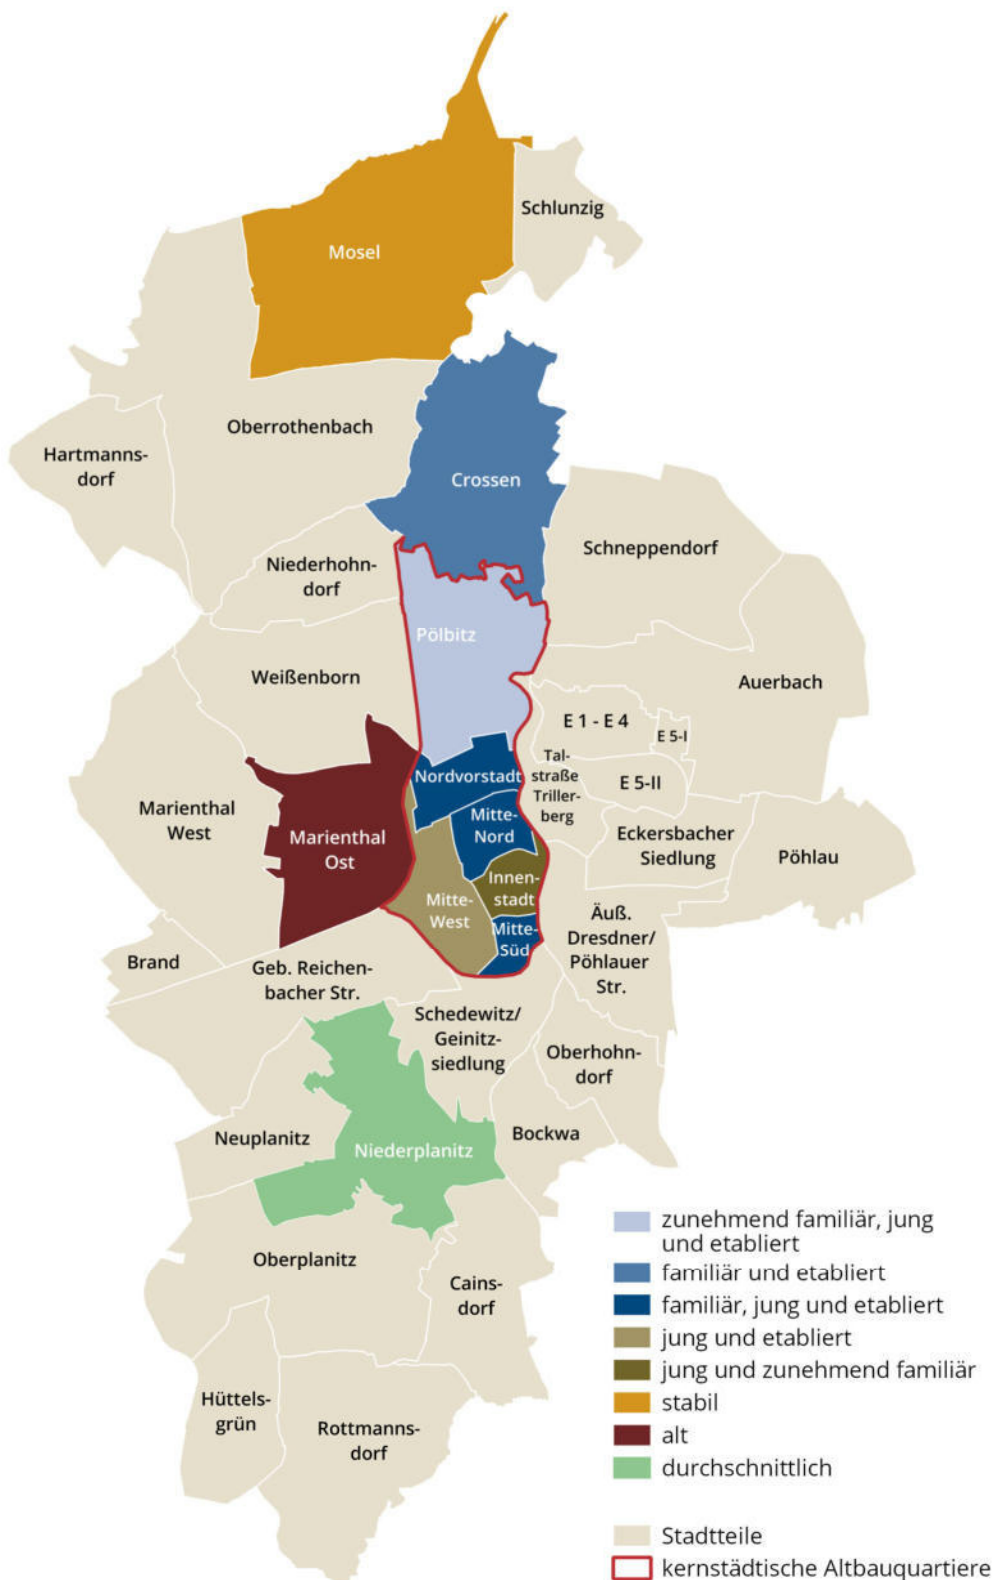 Schlunzig
Mosel
Oberrothenbach
Hartmanns-
dorf
Crossen
Schneppendorf
Niederhohn-
dorf
Pölbitz
Weißenborn
Auerbach
E 1 - E 4
E 5-I
Tal-
straße
Triller-
berg
E 5-II
Nordvorstadt
Marienthal
West
Mitte-
Nord
Marienthal
Ost
Eckersbacher
Siedlung
Pöhlau
Innen-
stadt
Mitte-
West
Mitte-
Süd
Äuß.
Dresdner/
Pöhlauer
Str.
Brand
Geb. Reichen-
bacher Str.
Schedewitz/
Geinitz-
siedlung
Oberhohn-
dorf
Neuplanitz
Niederplanitz
Bockwa
Oberplanitz
Cains-
dorf
Hüttels-
grün
Rottmanns-
dorf
zunehmend familiär, jung
und etabliert
familiär und etabliert
familiär, jung und etabliert
jung und etabliert
jung und zunehmend familiär
stabil
alt
durchschnittlich
Stadtteile
kernstädtische Altbauquartiere